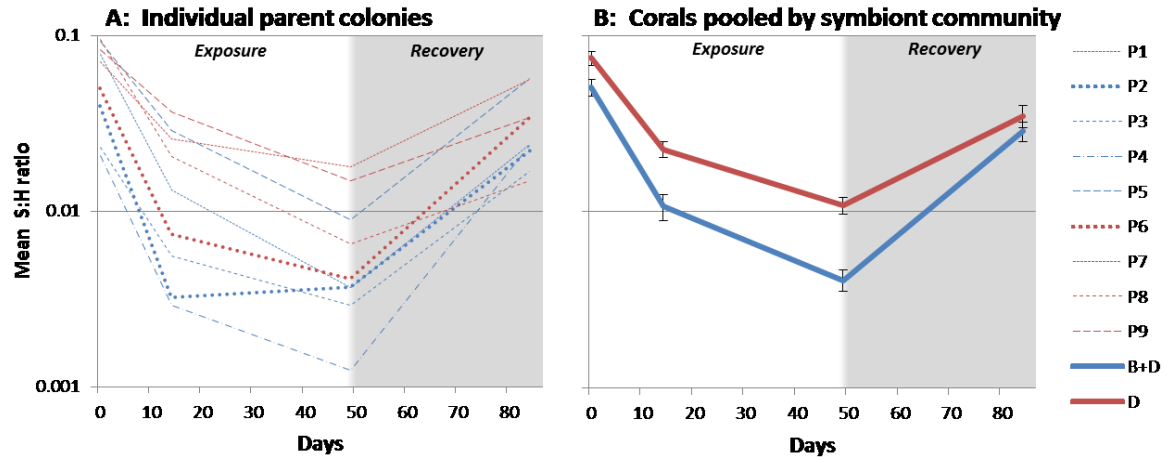 A: Individual parent colonies
B: Corals pooled by symbiont community
Exposure
Recovery
Exposure
Recovery
Mean S:H ratio
0.1
0.01
0.001
0 10 20 30 40 50 60 70 80
0 10 20 30 40 50 60 70 80
Days
Days
P1
P2
P3
P4
P5
P6
P7
P8
P9
B+D
D